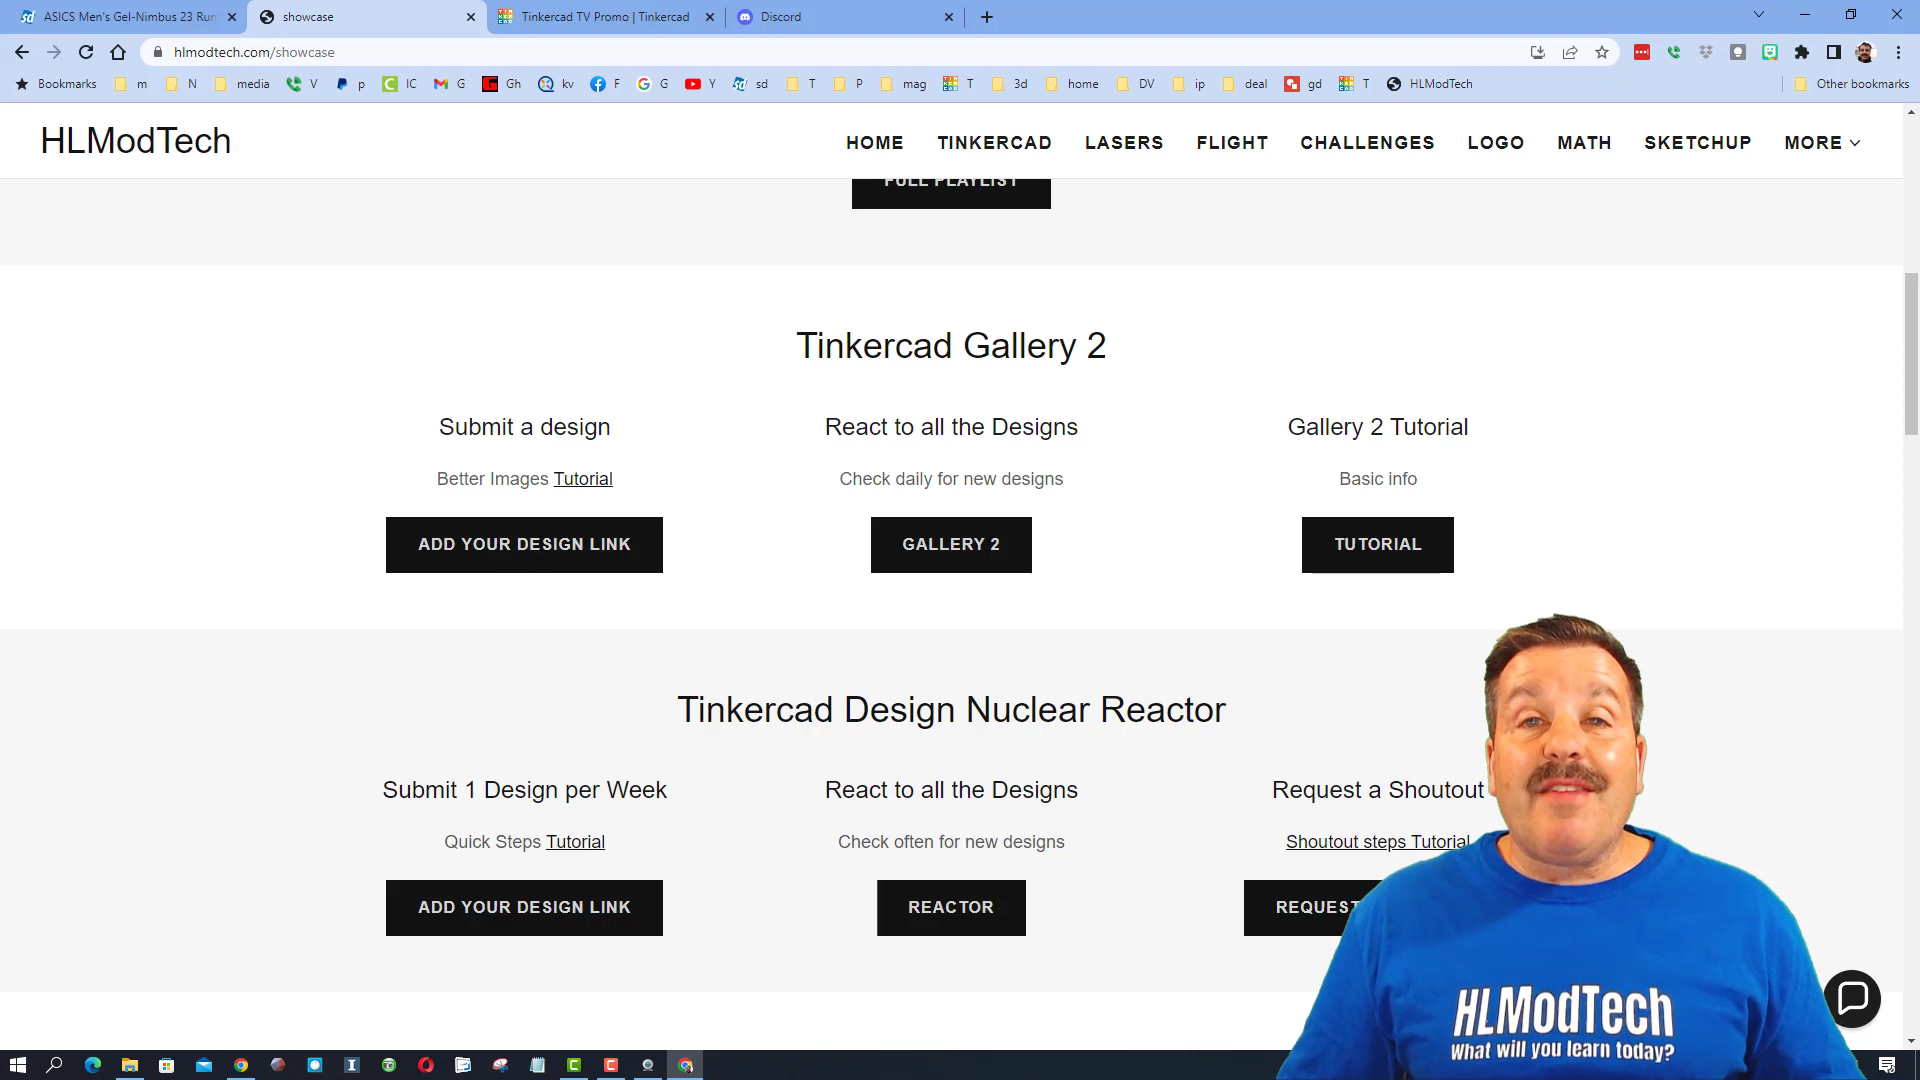 ASICS Men's Gel-Nimbus 23 Run
showcase
Tinkercad TV Promo | Tinkercad
Discord
hlmodtech.com/showcase
Bookmarks m N media V p IC G Gh kv F G Y sd T P mag T 3d home DV ip deal gd T HLModTech Other bookmarks
HLModTech
HOME TINKERCAD LASERS FLIGHT CHALLENGES LOGO MATH SKETCHUP MORE
FULL PLAYLIST
Tinkercad Gallery 2
Submit a design
Better Images Tutorial
ADD YOUR DESIGN LINK
React to all the Designs
Check daily for new designs
GALLERY 2
Gallery 2 Tutorial
Basic info
TUTORIAL
Tinkercad Design Nuclear Reactor
Submit 1 Design per Week
Quick Steps Tutorial
ADD YOUR DESIGN LINK
React to all the Designs
Check often for new designs
REACTOR
Request a Shoutout
Shoutout steps Tutorial
REQUEST
HLModTech
What will you learn today?